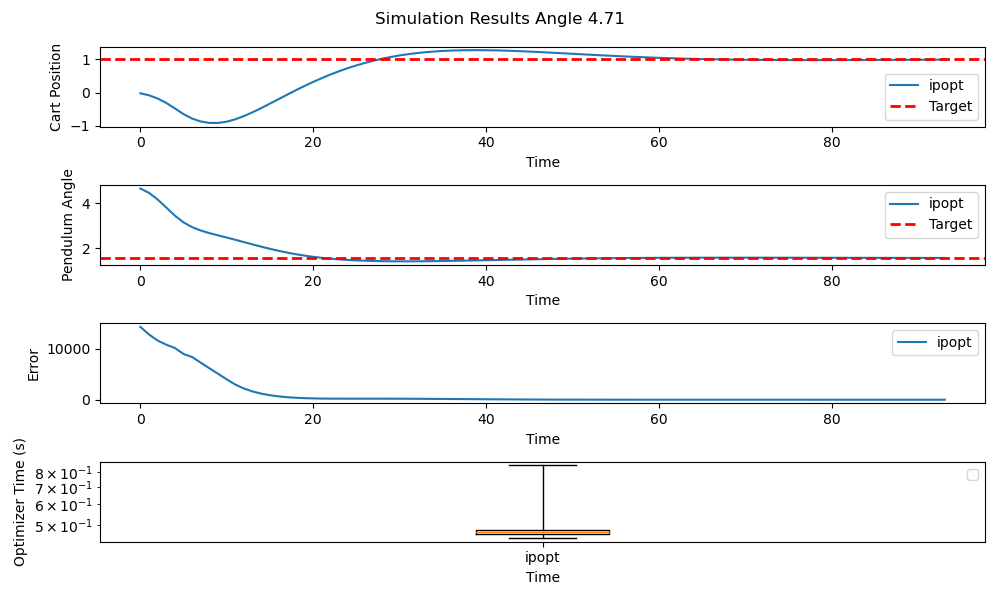 Simulation Results Angle 4.71
Cart Position
1
0
−1
ipopt
Target
0
20
40
60
80
Time
Pendulum Angle
4
2
ipopt
Target
0
20
40
60
80
Time
Error
10000
0
ipopt
0
20
40
60
80
Time
Optimizer Time (s)
8 × 10⁻¹
7 × 10⁻¹
6 × 10⁻¹
5 × 10⁻¹
ipopt
Time